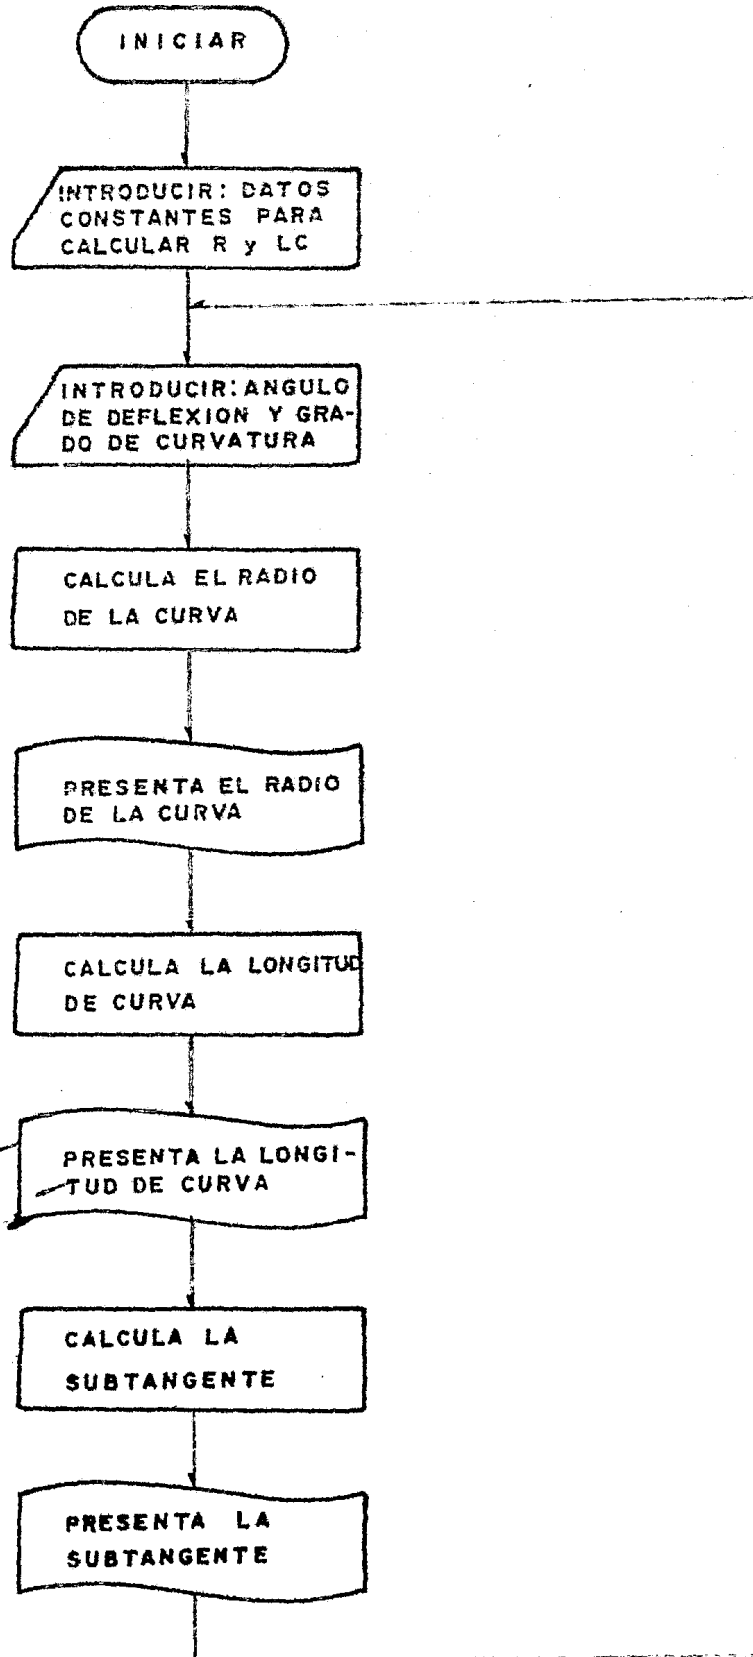 INICIAR
INTRODUCIR: DATOS
CONSTANTES PARA
CALCULAR R y LC
INTRODUCIR: ANGULO
DE DEFLEXION Y GRA-
DO DE CURVATURA
CALCULA EL RADIO
DE LA CURVA
PRESENTA EL RADIO
DE LA CURVA
CALCULA LA LONGITUD
DE CURVA
PRESENTA LA LONGI-
TUD DE CURVA
CALCULA LA
SUBTANGENTE
PRESENTA LA
SUBTANGENTE